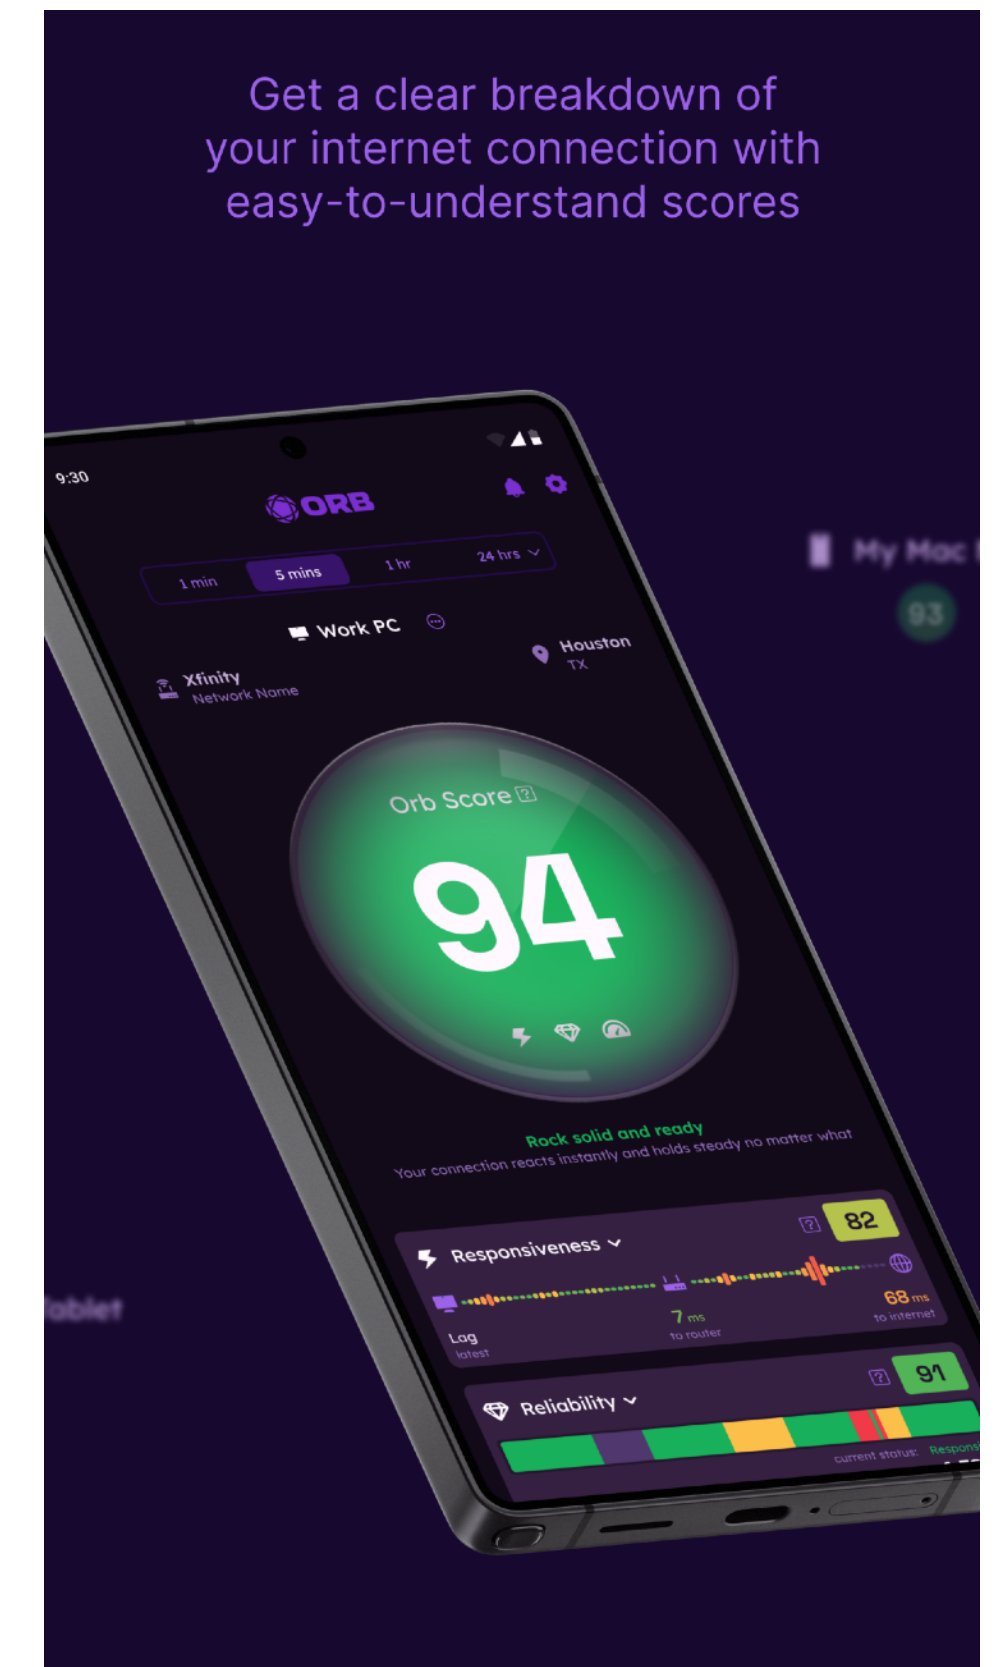 Get a clear breakdown of
your internet connection with
easy-to-understand scores
9:30
ORB
1 min 5 mins 1 hr 24 hrs
Work PC
Xfinity
Network Name
Houston
TX
My Mac
93
Orb Score
94
Rock solid and ready
Your connection reacts instantly and holds steady no matter what
Responsiveness 82
Lag
latest
7 ms
to router
68 ms
to internet
Tablet
Reliability 91
current status: